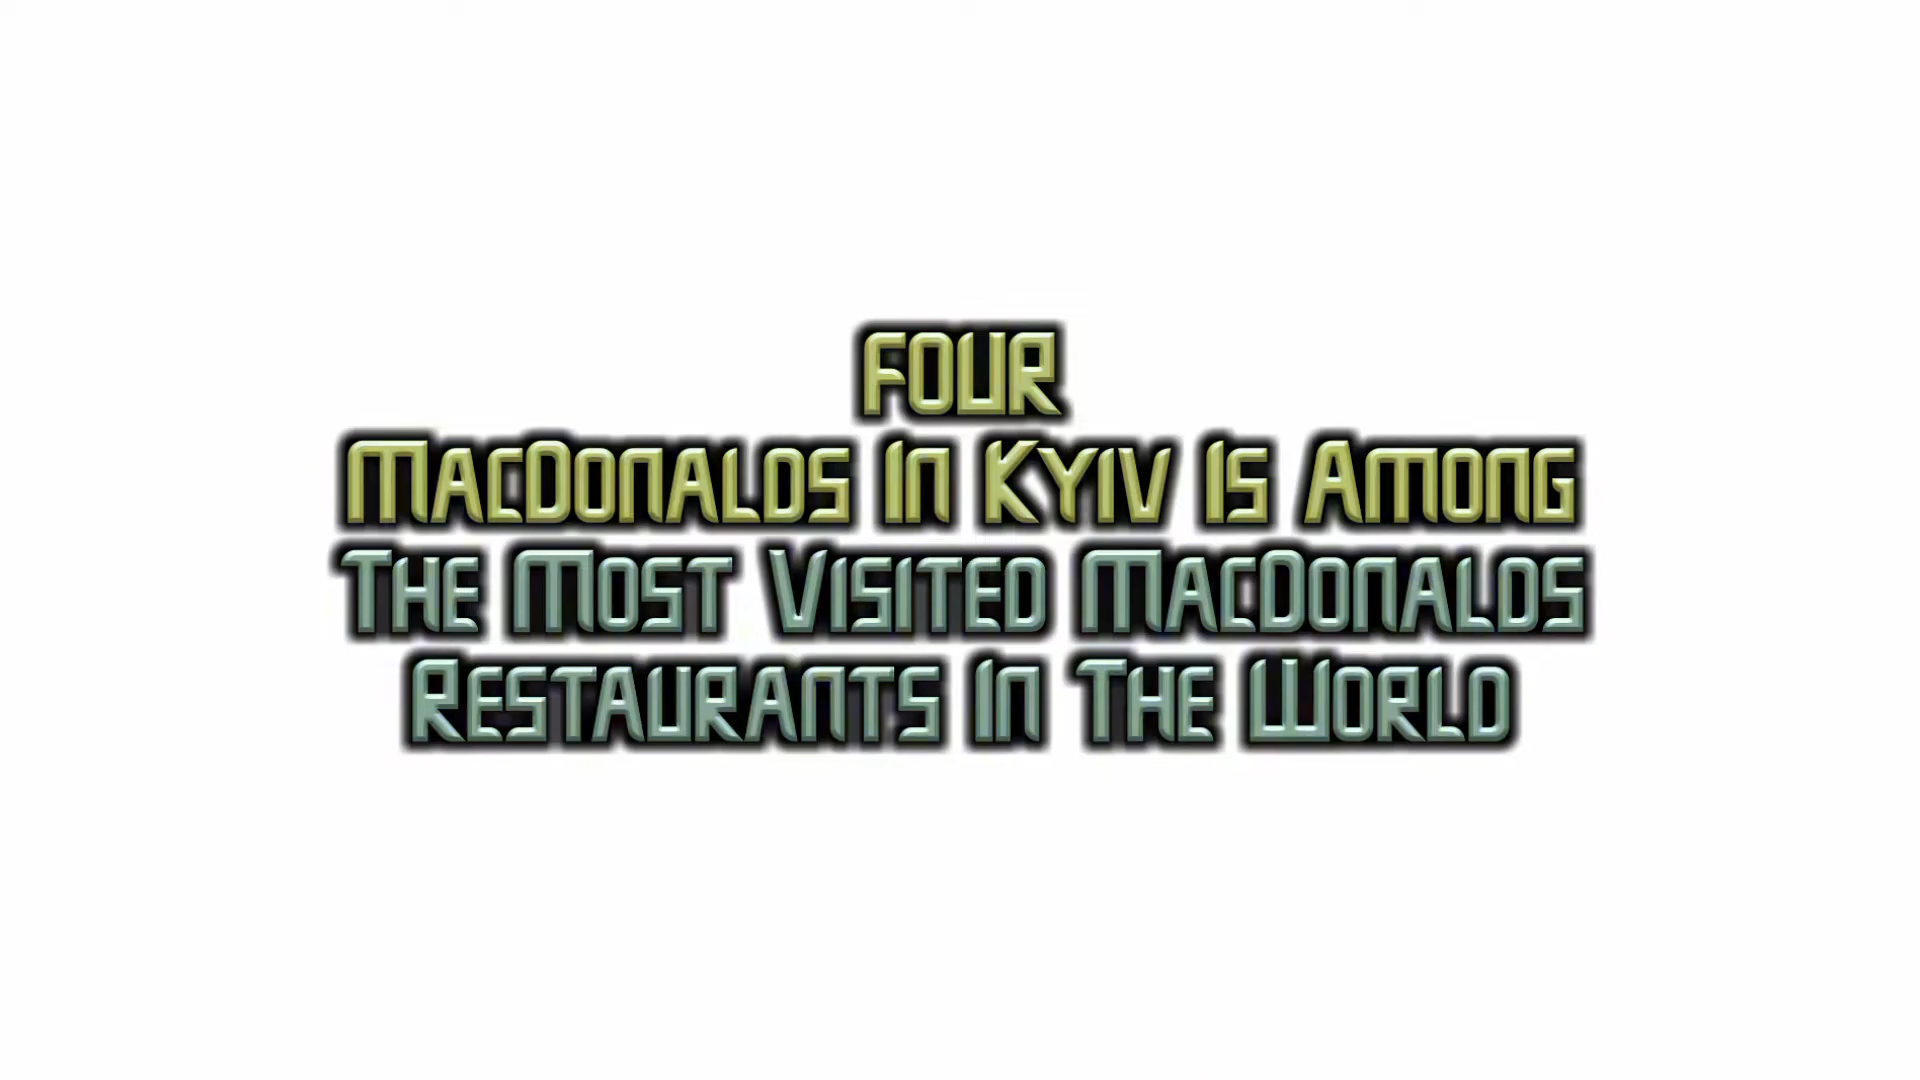 FOUR
MacDonalds In Kyiv Is Among
The Most Visited MacDonalds
Restaurants In The World